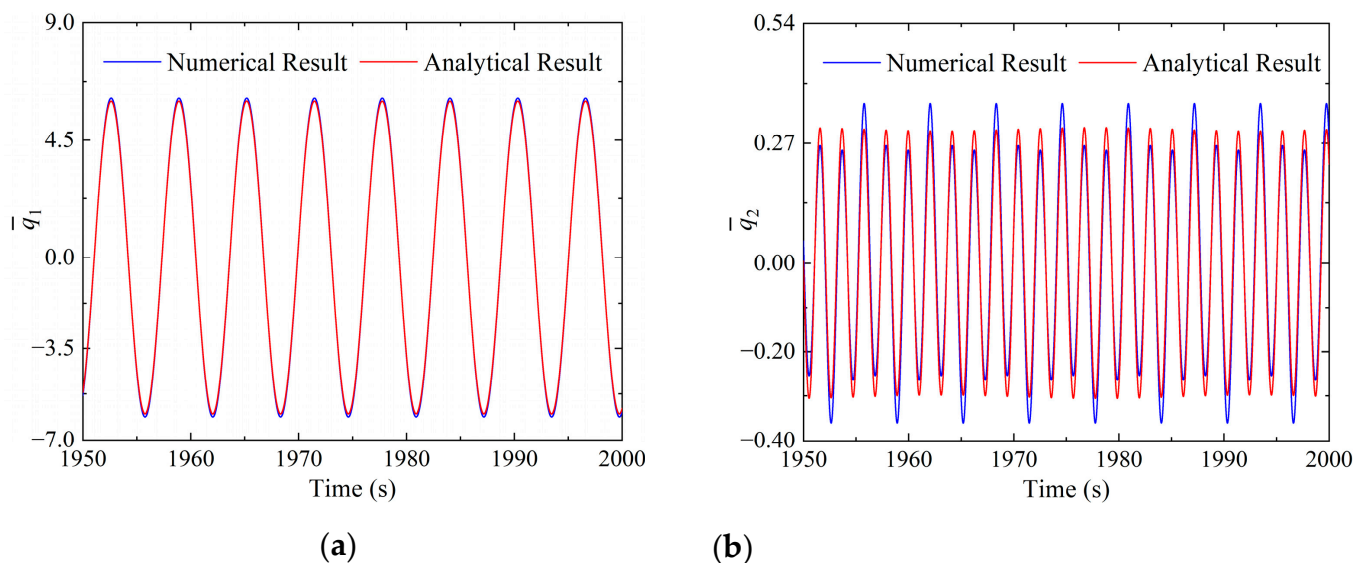 9.0
Numerical Result Analytical Result
4.5
q̅₁
0.0
−3.5
−7.0
1950 1960 1970 1980 1990 2000
Time (s)
(a)
0.54
Numerical Result Analytical Result
0.27
q̅₂
0.00
−0.20
−0.40
1950 1960 1970 1980 1990 2000
Time (s)
(b)